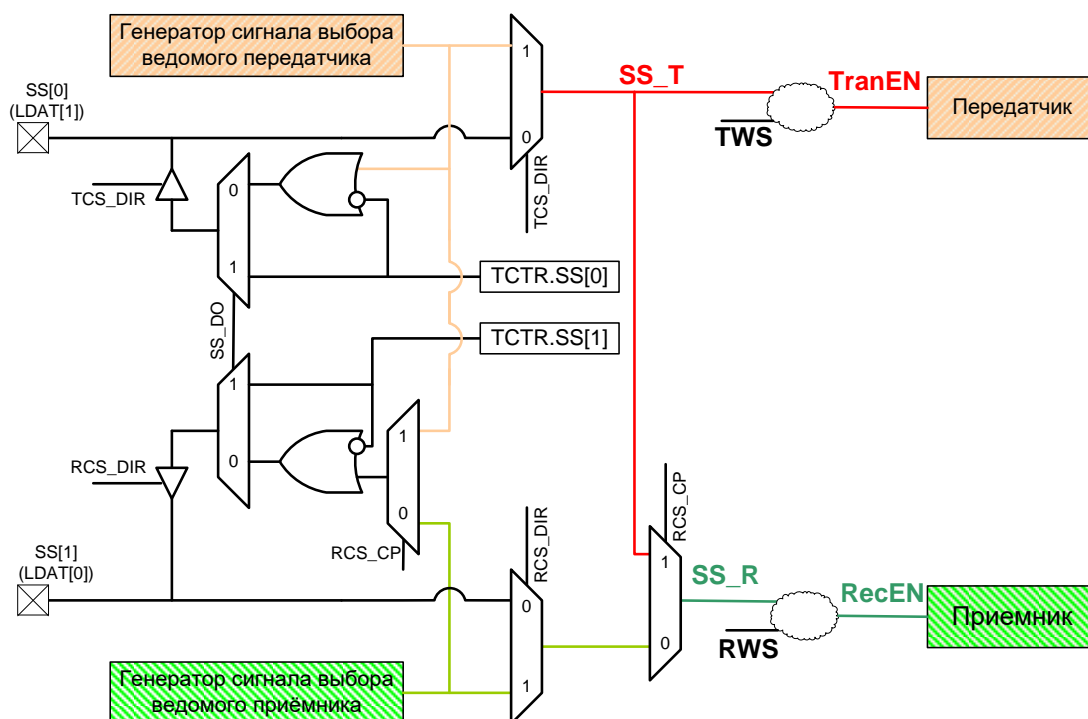 Генератор сигнала выбора
ведомого передатчика
1
SS_T
TranEN
Передатчик
SS[0]
(LDAT[1])
0
TWS
TCS_DIR
0
TCS_DIR
1
TCTR.SS[0]
SS_DO
TCTR.SS[1]
1
RCS_DIR
0
1
0
RCS_CP
RCS_DIR
RCS_CP
SS[1]
(LDAT[0])
0
1
SS_R
RecEN
Приемник
0
RWS
Генератор сигнала выбора
ведомого приёмника
1